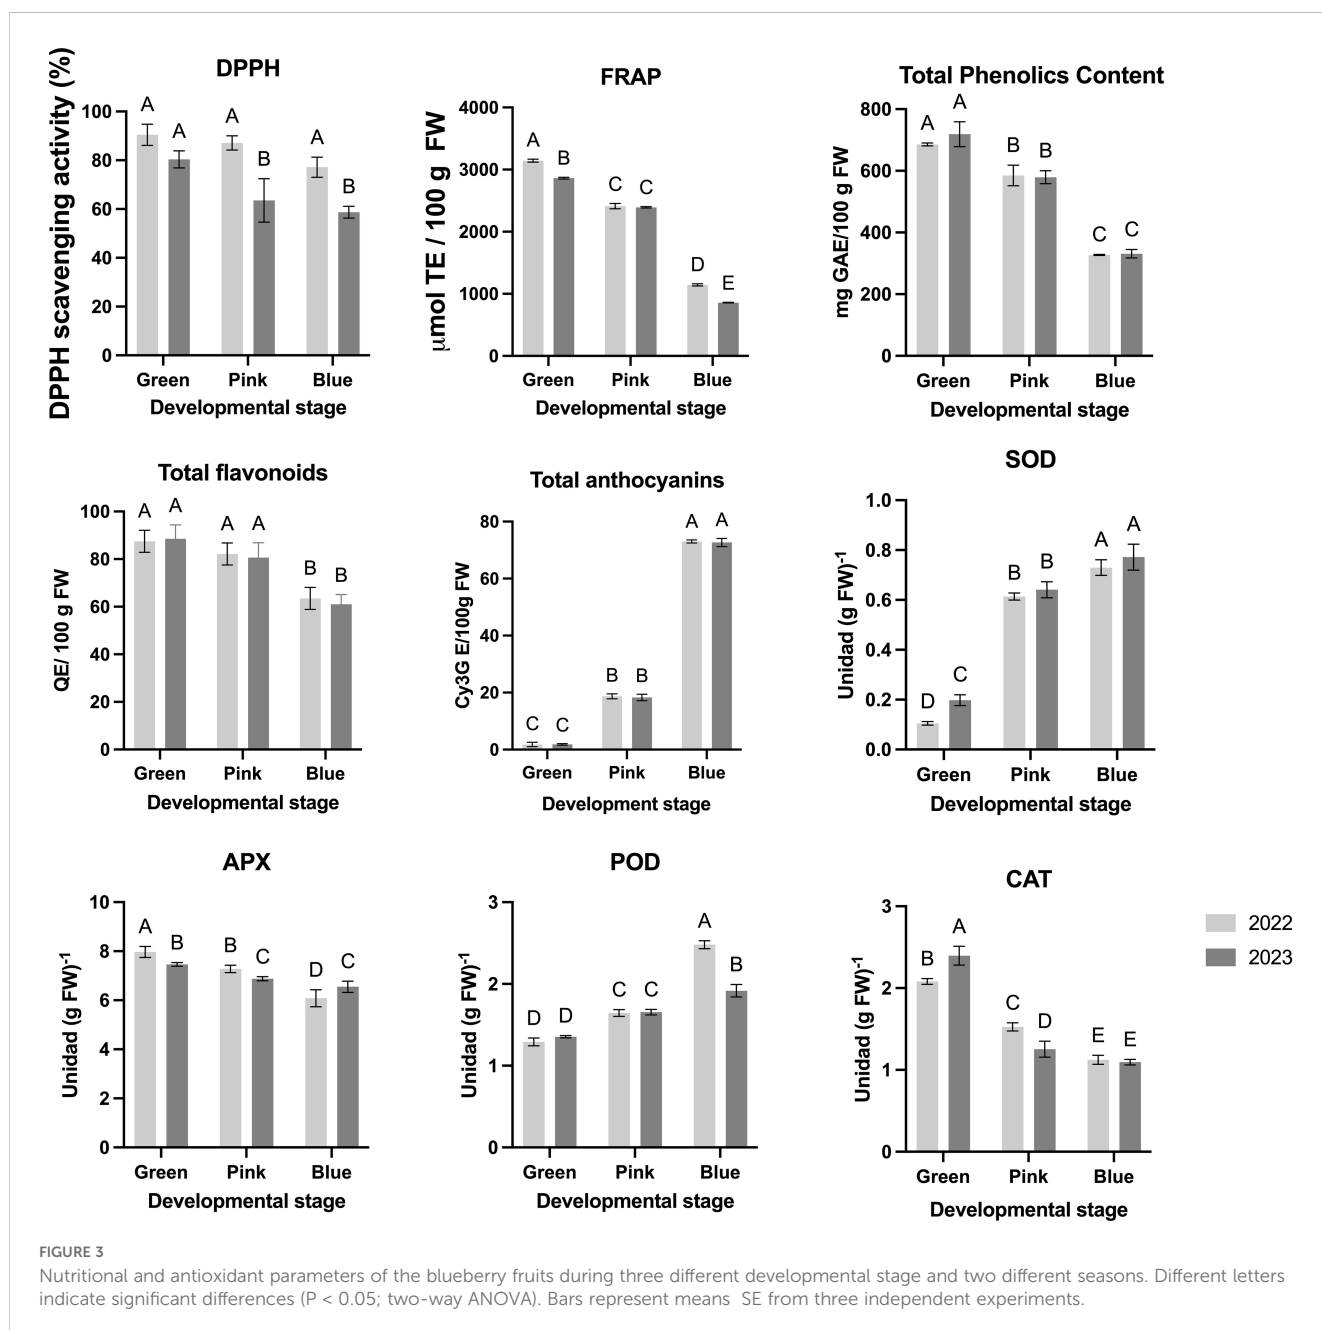 DPPH
DPPH scavenging activity (%)
100
80
60
40
20
0
A
A
A
B
A
B
Green
Pink
Blue
Developmental stage
FRAP
μmol TE / 100 g FW
4000
3000
2000
1000
0
A
B
C
C
D
E
Green
Pink
Blue
Developmental stage
Total Phenolics Content
mg GAE/100 g FW
800
600
400
200
0
A
A
B
B
C
C
Green
Pink
Blue
Developmental stage
Total flavonoids
QE/ 100 g FW
100
80
60
40
20
0
A
A
A
A
B
B
Green
Pink
Blue
Developmental stage
Total anthocyanins
Cy3G E/100g FW
80
60
40
20
0
C
C
B
B
A
A
Green
Pink
Blue
Development stage
SOD
Unidad (g FW)-1
1.0
0.8
0.6
0.4
0.2
0.0
D
C
B
B
A
A
Green
Pink
Blue
Developmental stage
APX
Unidad (g FW)-1
10
8
6
4
2
0
A
B
B
C
D
C
Green
Pink
Blue
Developmental stage
POD
Unidad (g FW)-1
3
2
1
0
D
D
C
C
A
B
Green
Pink
Blue
Developmental stage
CAT
Unidad (g FW)-1
3
2
1
0
B
A
C
D
E
E
Green
Pink
Blue
Developmental stage
2022
2023
FIGURE 3
Nutritional and antioxidant parameters of the blueberry fruits during three different developmental stage and two different seasons. Different letters
indicate significant differences (P < 0.05; two-way ANOVA). Bars represent means SE from three independent experiments.